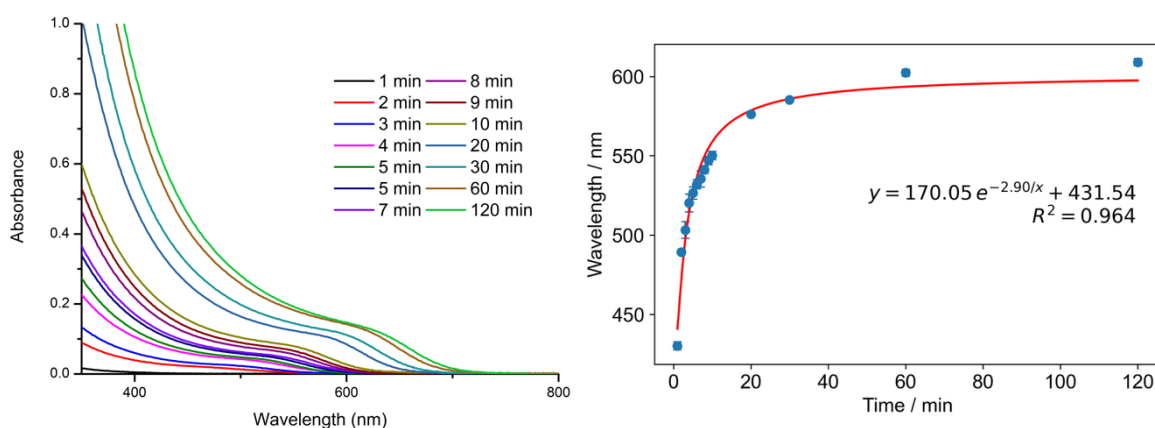 1.0
0.8
0.6
0.4
0.2
0.0
Absorbance
400
600
800
Wavelength (nm)
1 min
2 min
3 min
4 min
5 min
5 min
7 min
8 min
9 min
10 min
20 min
30 min
60 min
120 min
600
550
500
450
Wavelength / nm
y = 170.05 e^{-2.90/x} + 431.54
R² = 0.964
0
20
40
60
80
100
120
Time / min